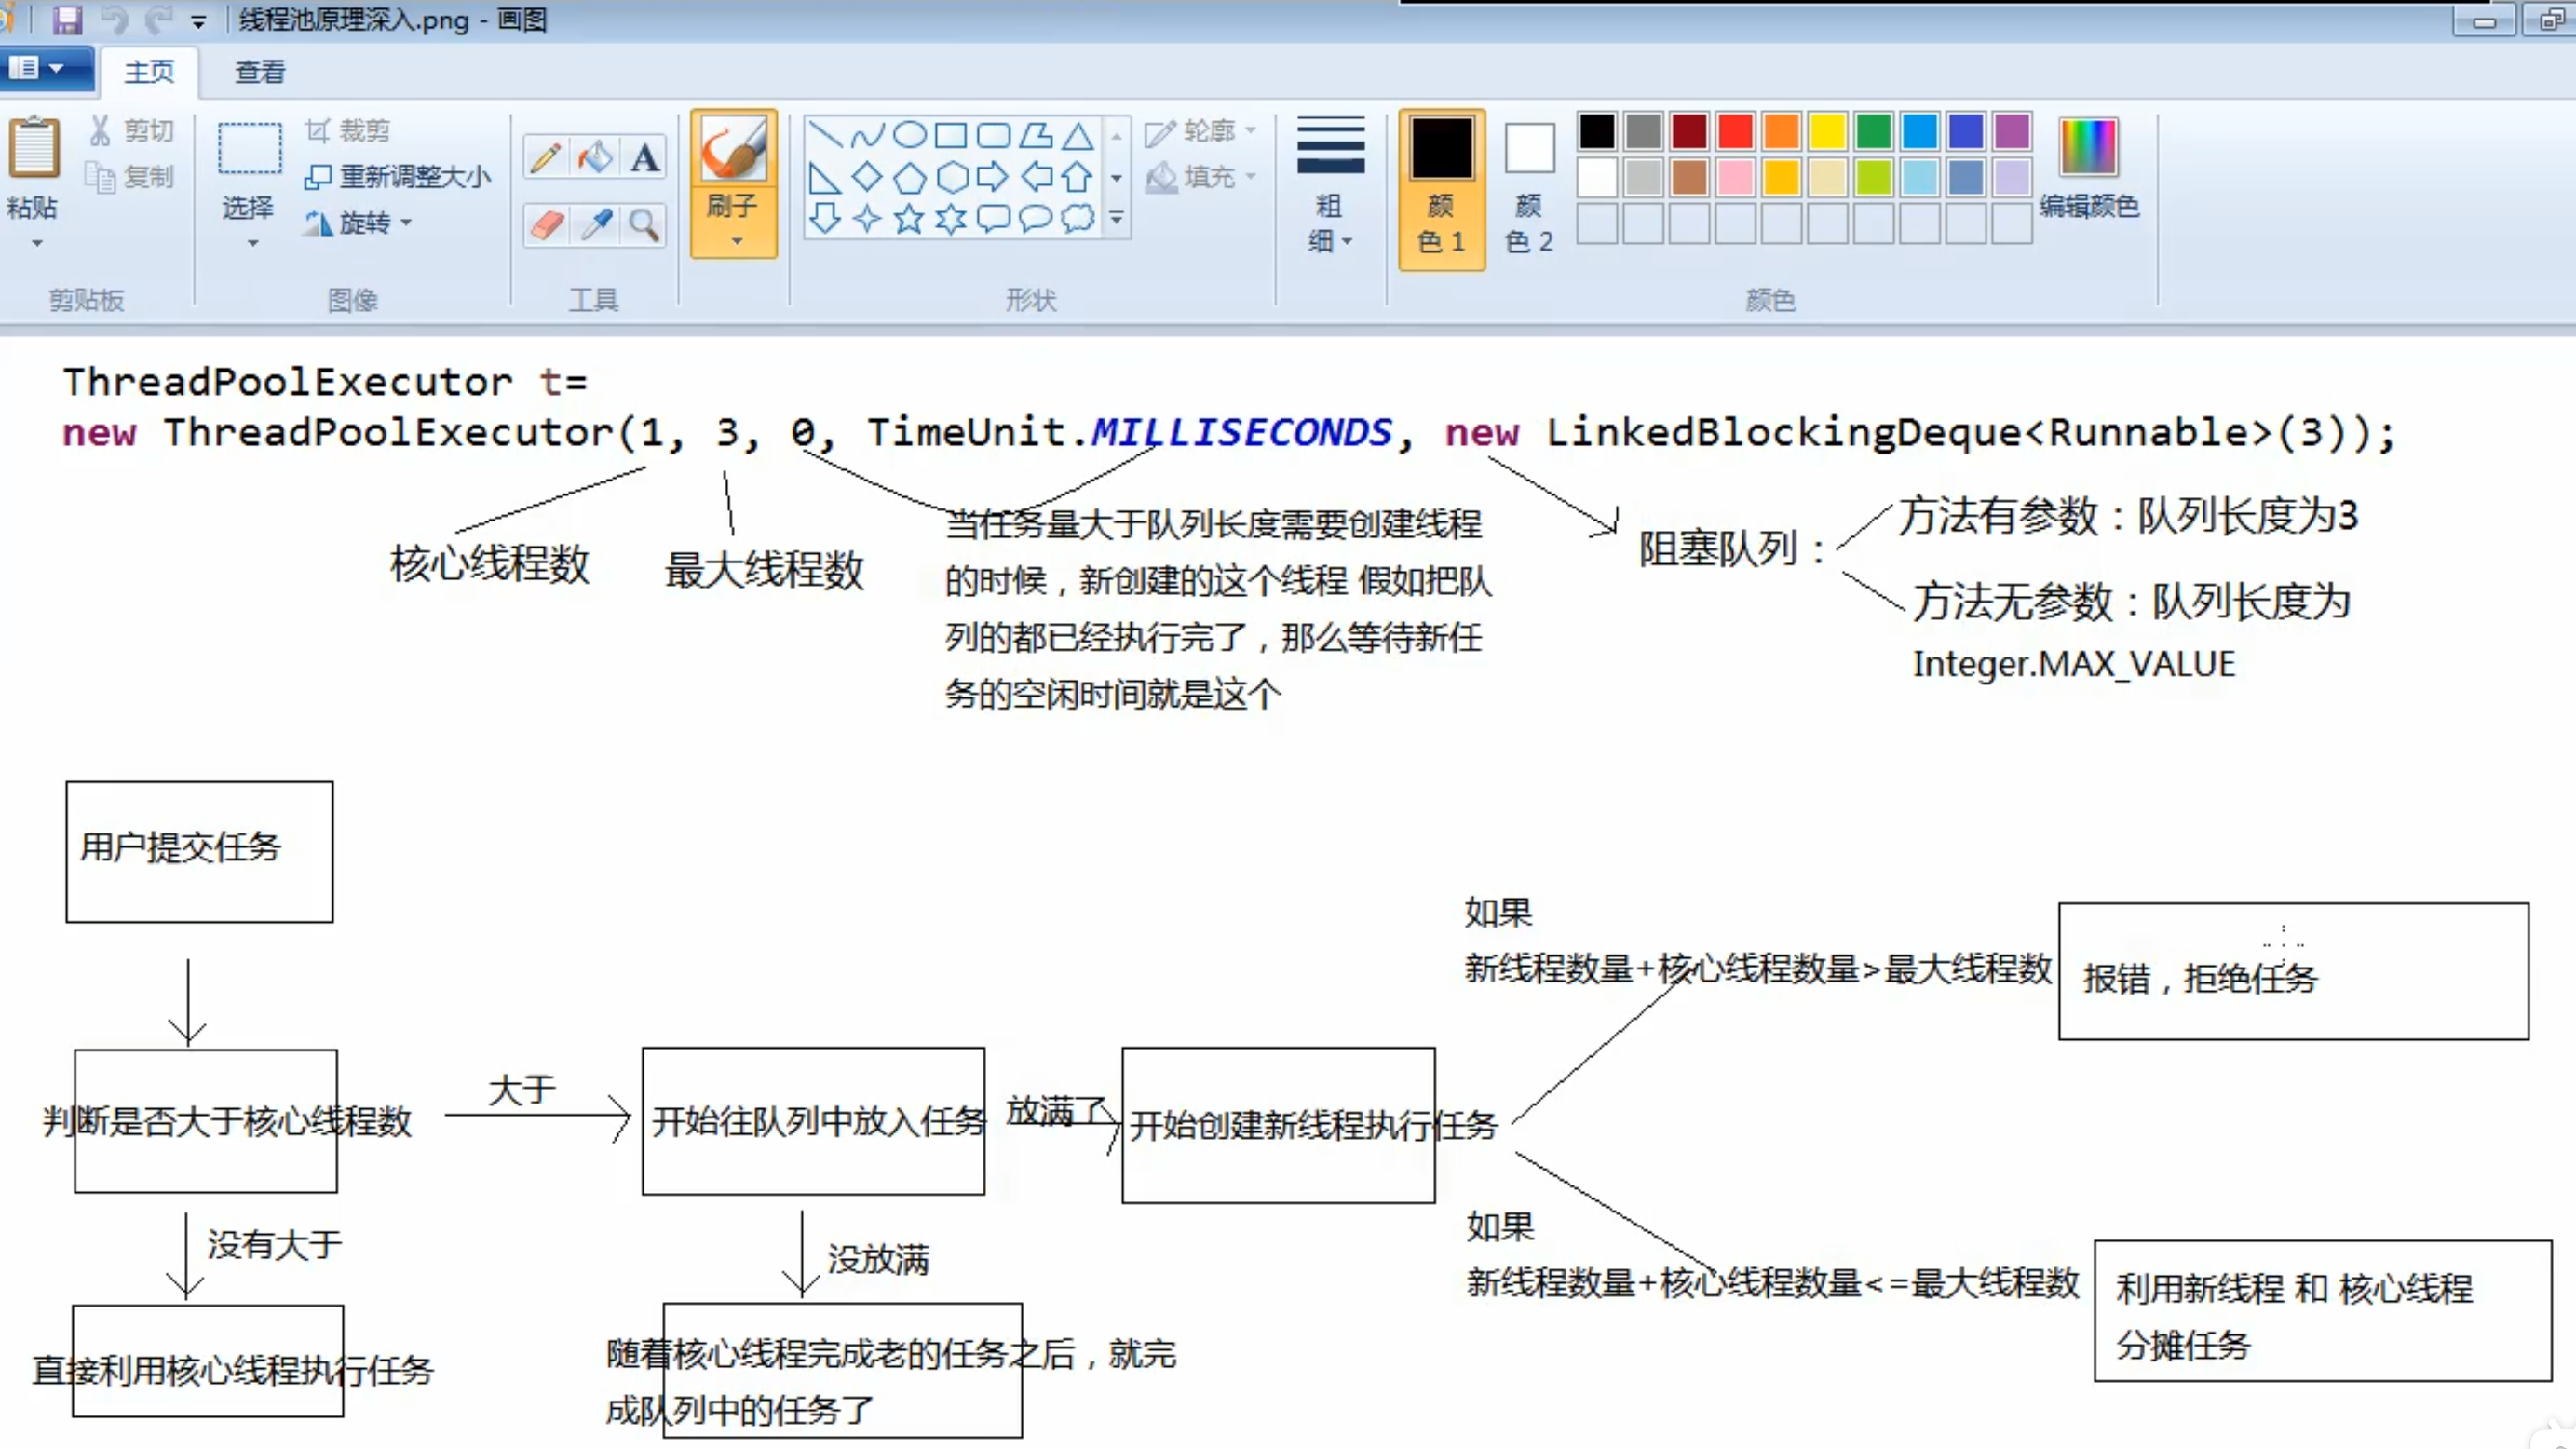 线程池原理深入.png - 画图
主页 查看
粘贴
剪切
复制
剪贴板
选择
裁剪
重新调整大小
旋转
图像
A
工具
刷子
轮廓
填充
形状
粗
细
颜
色 1
颜
色 2
编辑颜色
颜色
ThreadPoolExecutor t=
new ThreadPoolExecutor(1, 3, 0, TimeUnit.MILLISECONDS, new LinkedBlockingDeque<Runnable>(3));
核心线程数
最大线程数
当任务量大于队列长度需要创建线程
的时候，新创建的这个线程 假如把队
列的都已经执行完了，那么等待新任
务的空闲时间就是这个
阻塞队列：
方法有参数：队列长度为3
方法无参数：队列长度为
Integer.MAX_VALUE
用户提交任务
判断是否大于核心线程数
大于
开始往队列中放入任务
放满了
开始创建新线程执行任务
没有大于
直接利用核心线程执行任务
没放满
随着核心线程完成老的任务之后，就完
成队列中的任务了
如果
新线程数量+核心线程数量>最大线程数
报错，拒绝任务
如果
新线程数量+核心线程数量<=最大线程数
利用新线程 和 核心线程
分摊任务